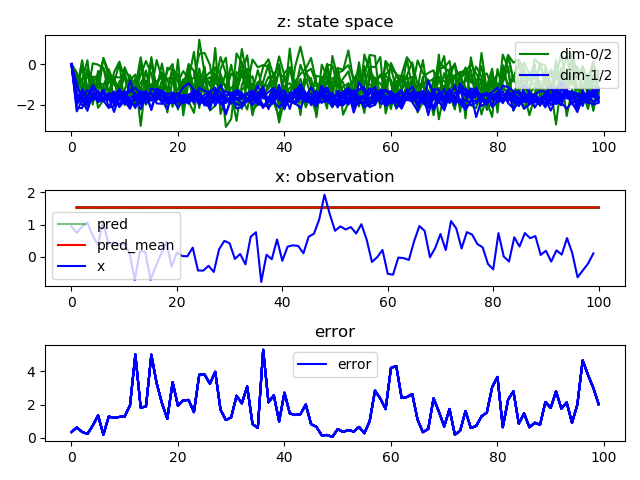 z: state space
dim-0/2
dim-1/2
0
−2
0 20 40 60 80 100
x: observation
2
1
0
pred
pred_mean
x
0 20 40 60 80 100
error
error
4
2
0
0 20 40 60 80 100